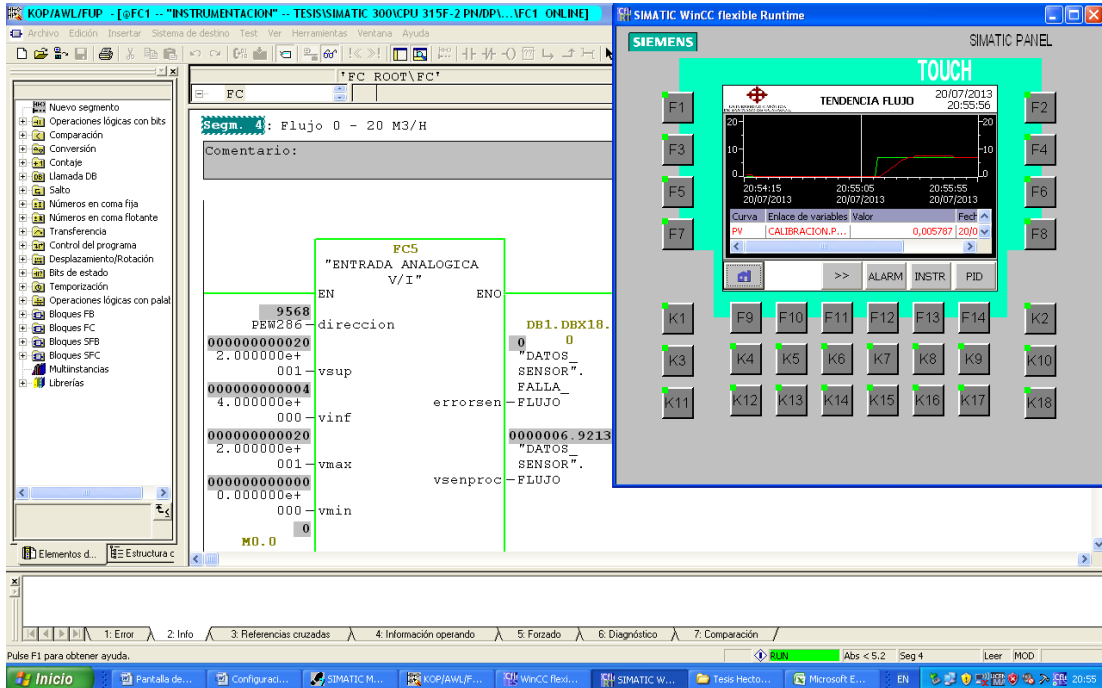 KOP/AWL/FUP - [@FC1 -- "INSTRUMENTACION" -- TESIS\SIMATIC 300\CPU 315F-2 PN/DP\...\FC1 ONLINE]
Archivo Edición Insertar Sistema de destino Test Ver Herramientas Ventana Ayuda
Nuevo segmento
Operaciones lógicas con bits
Comparación
Conversión
Contaje
Llamada DB
Salto
Números en coma fija
Números en coma flotante
Transferencia
Control del programa
Desplazamiento/Rotación
Bits de estado
Temporización
Operaciones lógicas con palal
Bloques FB
Bloques FC
Bloques SFB
Bloques SFC
Multiinstancias
Librerías
Elementos d...
Estructura c
'FC ROOT\FC'
FC
Segm. 4: Flujo 0 - 20 M3/H
Comentario:
FC5
"ENTRADA ANALOGICA
V/I"
EN ENO
9568
PEW286 direccion
000000000020
2.000000e+
001 vsup
000000000004
4.000000e+
000 vinf
000000000020
2.000000e+
001 vmax
000000000000
0.000000e+
000 vmin
0
M0.0
DB1.DBX18.
0 0
"DATOS_
SENSOR".
FALLA_
errorsen FLUJO
0000006.9213
"DATOS_
SENSOR".
vsenproc FLUJO
SIMATIC WinCC flexible Runtime
SIEMENS
SIMATIC PANEL
TOUCH
TENDENCIA FLUJO
20/07/2013
20:55:56
20 20
10 10
0 0
20:54:15 20:55:05 20:55:55
20/07/2013 20/07/2013 20/07/2013
Curva Enlace de variables Valor Fech
PV CALIBRACION.P... 0,005787 20/0
>> ALARM INSTR PID
F1 F2
F3 F4
F5 F6
F7 F8
K1 F9 F10 F11 F12 F13 F14 K2
K3 K4 K5 K6 K7 K8 K9 K10
K11 K12 K13 K14 K15 K16 K17 K18
1: Error 2: Info 3: Referencias cruzadas 4: Información operando 5: Forzado 6: Diagnóstico 7: Comparación
Pulse F1 para obtener ayuda.
RUN Abs < 5.2 Seg 4 Leer MOD
Inicio Pantalla de... Configuraci... SIMATIC M... KOP/AWL/F... WinCC flexi... SIMATIC W... Tesis Hecto... Microsoft E... EN 20:55